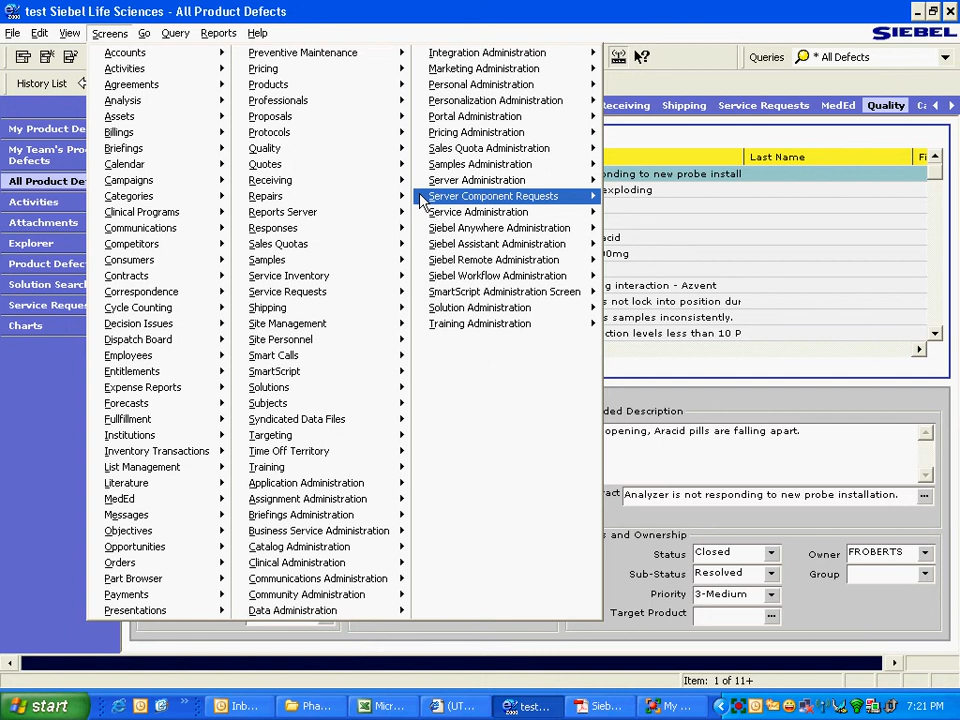 test Siebel Life Sciences - All Product Defects
File Edit View Screens Go Query Reports Help
SIEBEL
Queries * All Defects
History List
Receiving Shipping Service Requests MedEd Quality
My Product De
My Team's Pro
Defects
All Product De
Activities
Attachments
Explorer
Product Defec
Solution Searc
Service Reques
Charts
Accounts
Activities
Agreements
Analysis
Assets
Billings
Briefings
Calendar
Campaigns
Categories
Clinical Programs
Communications
Competitors
Consumers
Contracts
Correspondence
Cycle Counting
Decision Issues
Dispatch Board
Employees
Entitlements
Expense Reports
Forecasts
Fullfillment
Institutions
Inventory Transactions
List Management
Literature
MedEd
Messages
Objectives
Opportunities
Orders
Part Browser
Payments
Presentations
Preventive Maintenance
Pricing
Products
Professionals
Proposals
Protocols
Quality
Quotes
Receiving
Repairs
Reports Server
Responses
Sales Quotas
Samples
Service Inventory
Service Requests
Shipping
Site Management
Site Personnel
Smart Calls
SmartScript
Solutions
Subjects
Syndicated Data Files
Targeting
Time Off Territory
Training
Application Administration
Assignment Administration
Briefings Administration
Business Service Administration
Catalog Administration
Clinical Administration
Communications Administration
Community Administration
Data Administration
Integration Administration
Marketing Administration
Personal Administration
Personalization Administration
Portal Administration
Pricing Administration
Sales Quota Administration
Samples Administration
Server Administration
Server Component Requests
Service Administration
Siebel Anywhere Administration
Siebel Assistant Administration
Siebel Remote Administration
Siebel Workflow Administration
SmartScript Administration Screen
Solution Administration
Training Administration
Last Name Fi
onding to new probe install
exploding
acid
00mg
ing interaction - Azvent
s not lock into position dur
s samples inconsistently.
ction levels less than 10 P
ded Description
opening, Aracid pills are falling apart.
ract Analyzer is not responding to new probe installation.
s and Ownership
Status Closed Owner FROBERTS
Sub-Status Resolved Group
Priority 3-Medium
Target Product
Item: 1 of 11+
start Inb... Pha... Micr... (UT... test... Sieb... My ... 7:21 PM